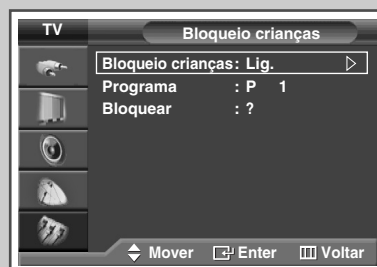 TV
Bloqueio crianças
Bloqueio crianças: Lig.
Programa : P 1
Bloquear : ?
Mover Enter Voltar